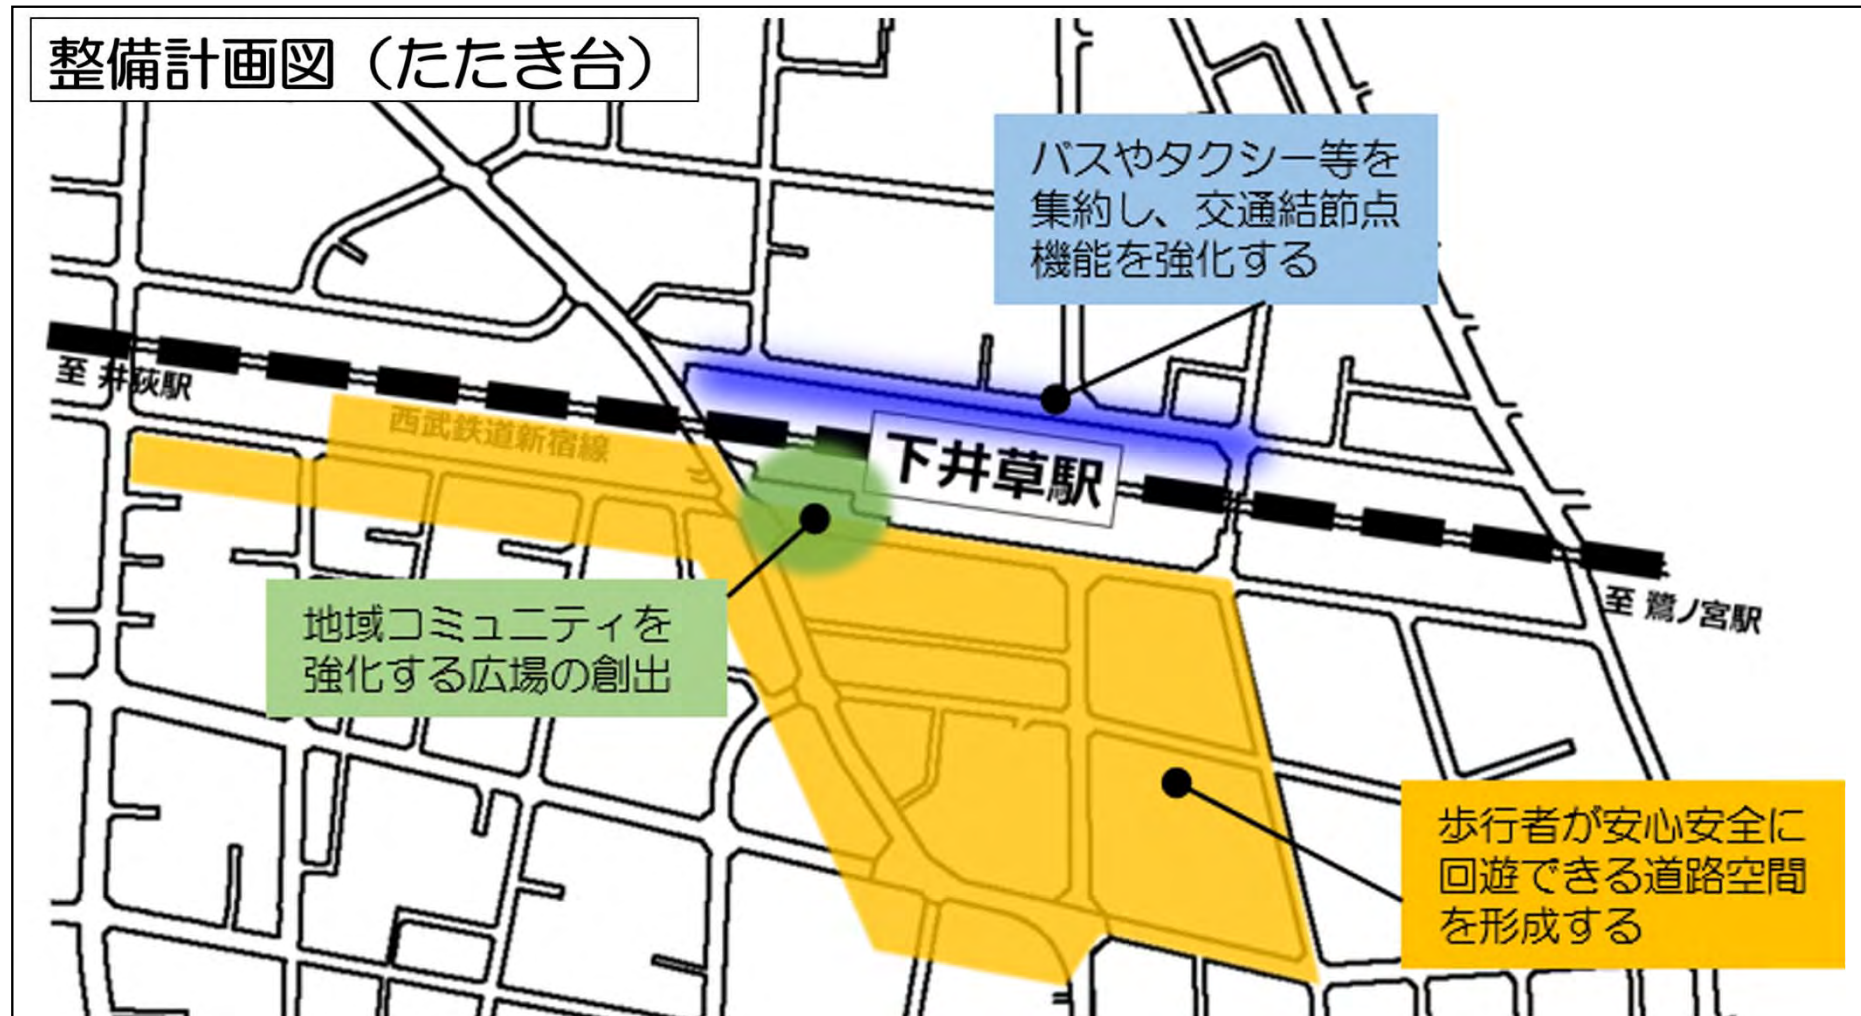 整備計画図（たたき台）
バスやタクシー等を
集約し、交通結節点
機能を強化する
至 井荻駅
西武鉄道新宿線
下井草駅
至 鷺ノ宮駅
地域コミュニティを
強化する広場の創出
歩行者が安心安全に
回遊できる道路空間
を形成する